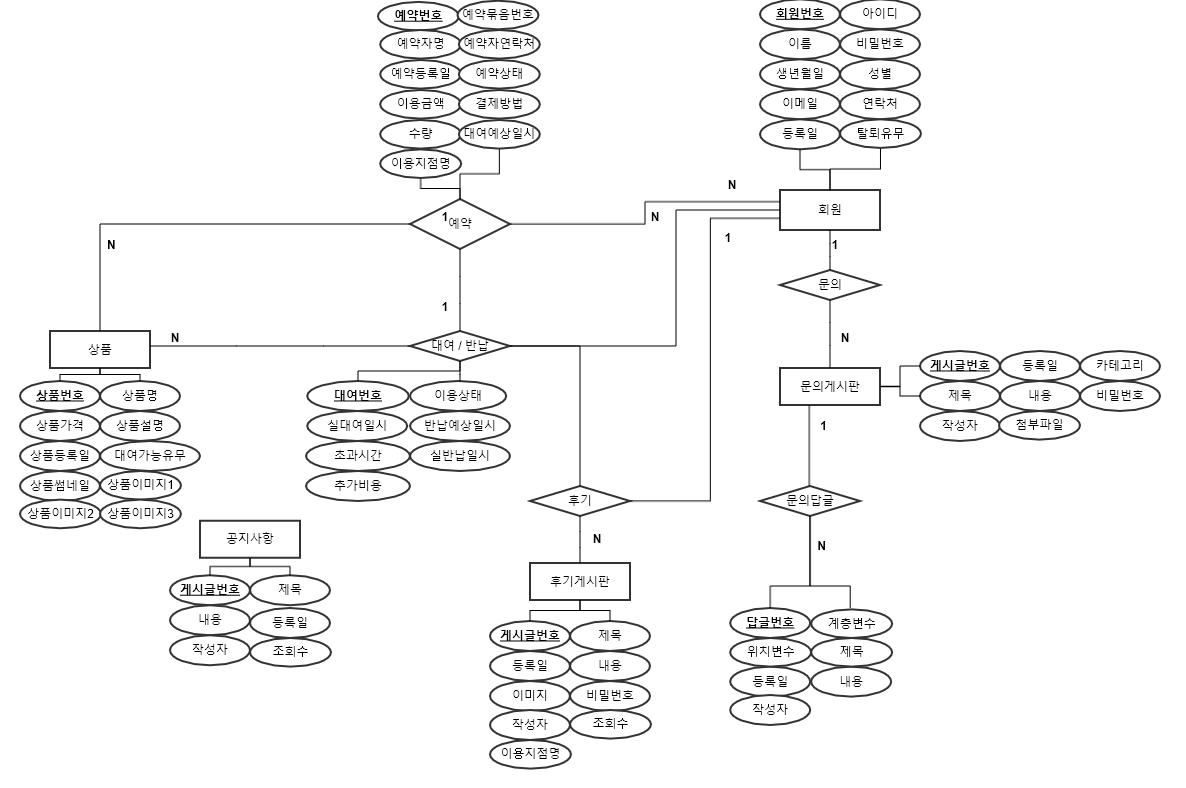 예약번호 예약묶음번호
예약자명 예약자연락처
예약등록일 예약상태
이용금액 결제방법
수량 대여예상일시
이용지점명
회원번호 아이디
이름 비밀번호
생년월일 성별
이메일 연락처
등록일 탈퇴유무
N
회원
1
예약
N
N
1
1
문의
1
N
대여 / 반납
N
상품
상품번호 상품명
상품가격 상품설명
상품등록일 대여가능유무
상품썸네일 상품이미지1
상품이미지2 상품이미지3
대여번호 이용상태
실대여일시 반납예상일시
초과시간 실반납일시
추가비용
문의게시판
게시글번호 등록일 카테고리
제목 내용 비밀번호
작성자 첨부파일
1
후기
문의답글
N
N
공지사항
게시글번호 제목
내용 등록일
작성자 조회수
후기게시판
게시글번호 제목
등록일 내용
이미지 비밀번호
작성자 조회수
이용지점명
답글번호 계층변수
위치변수 제목
등록일 내용
작성자